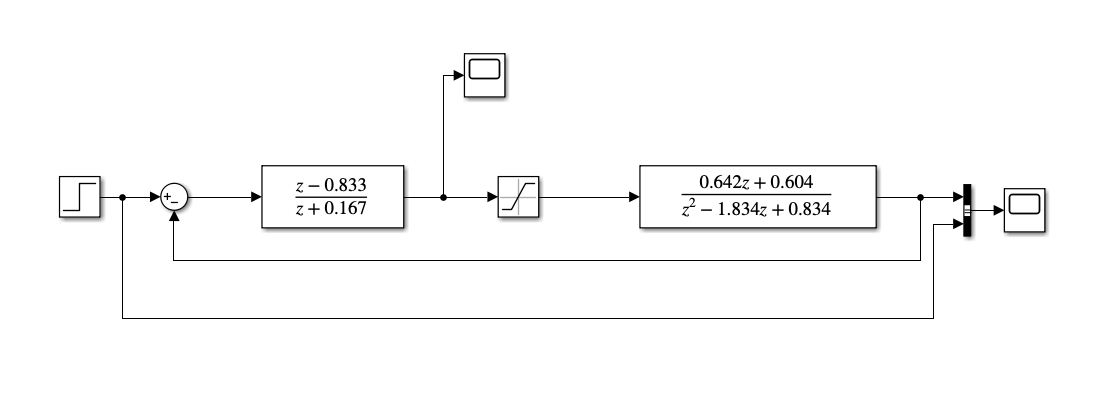 +
−
z − 0.833
z + 0.167
0.642z + 0.604
z² − 1.834z + 0.834